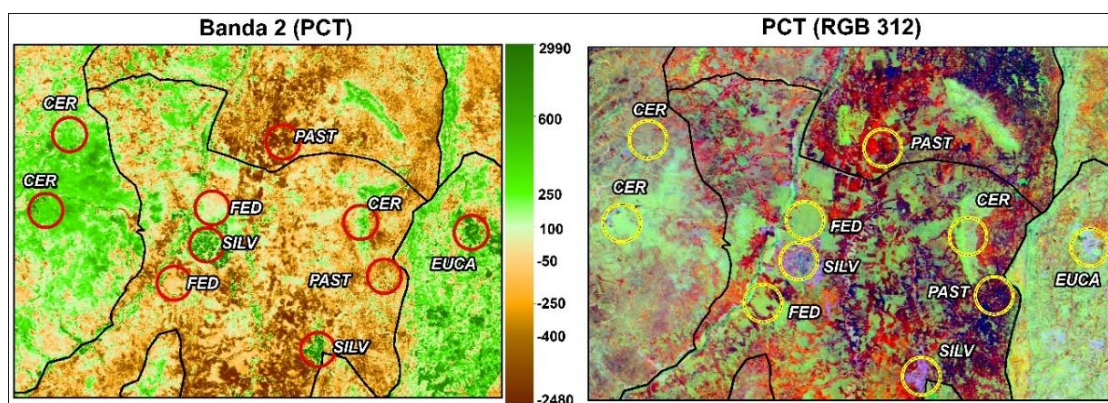 Banda 2 (PCT)
CER
PAST
CER
FED
CER
SILV
EUCA
FED
PAST
SILV
2990
600
250
100
-50
-250
-400
-2480
PCT (RGB 312)
CER
PAST
CER
CER
FED
SILV
EUCA
FED
PAST
SILV